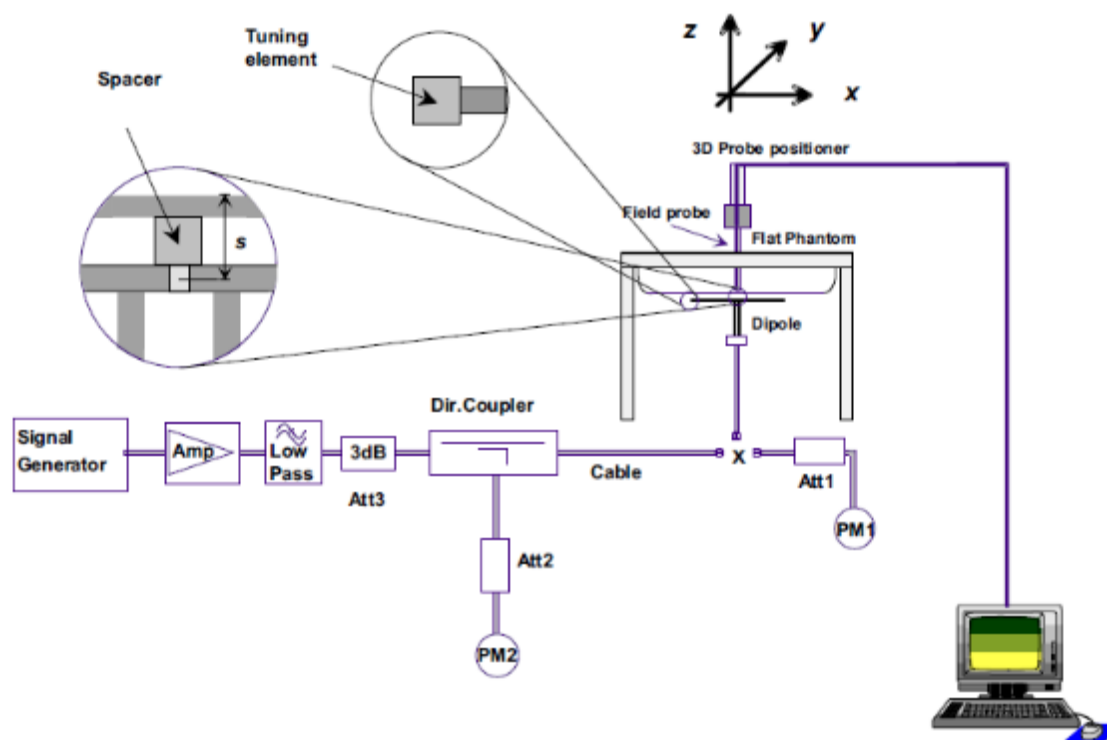 Tuning
element
Spacer
s
z
y
x
3D Probe positioner
Field probe
Flat Phantom
Dipole
Dir.Coupler
Signal
Generator
Amp
Low
Pass
3dB
Att3
Cable
X
Att1
PM1
Att2
PM2